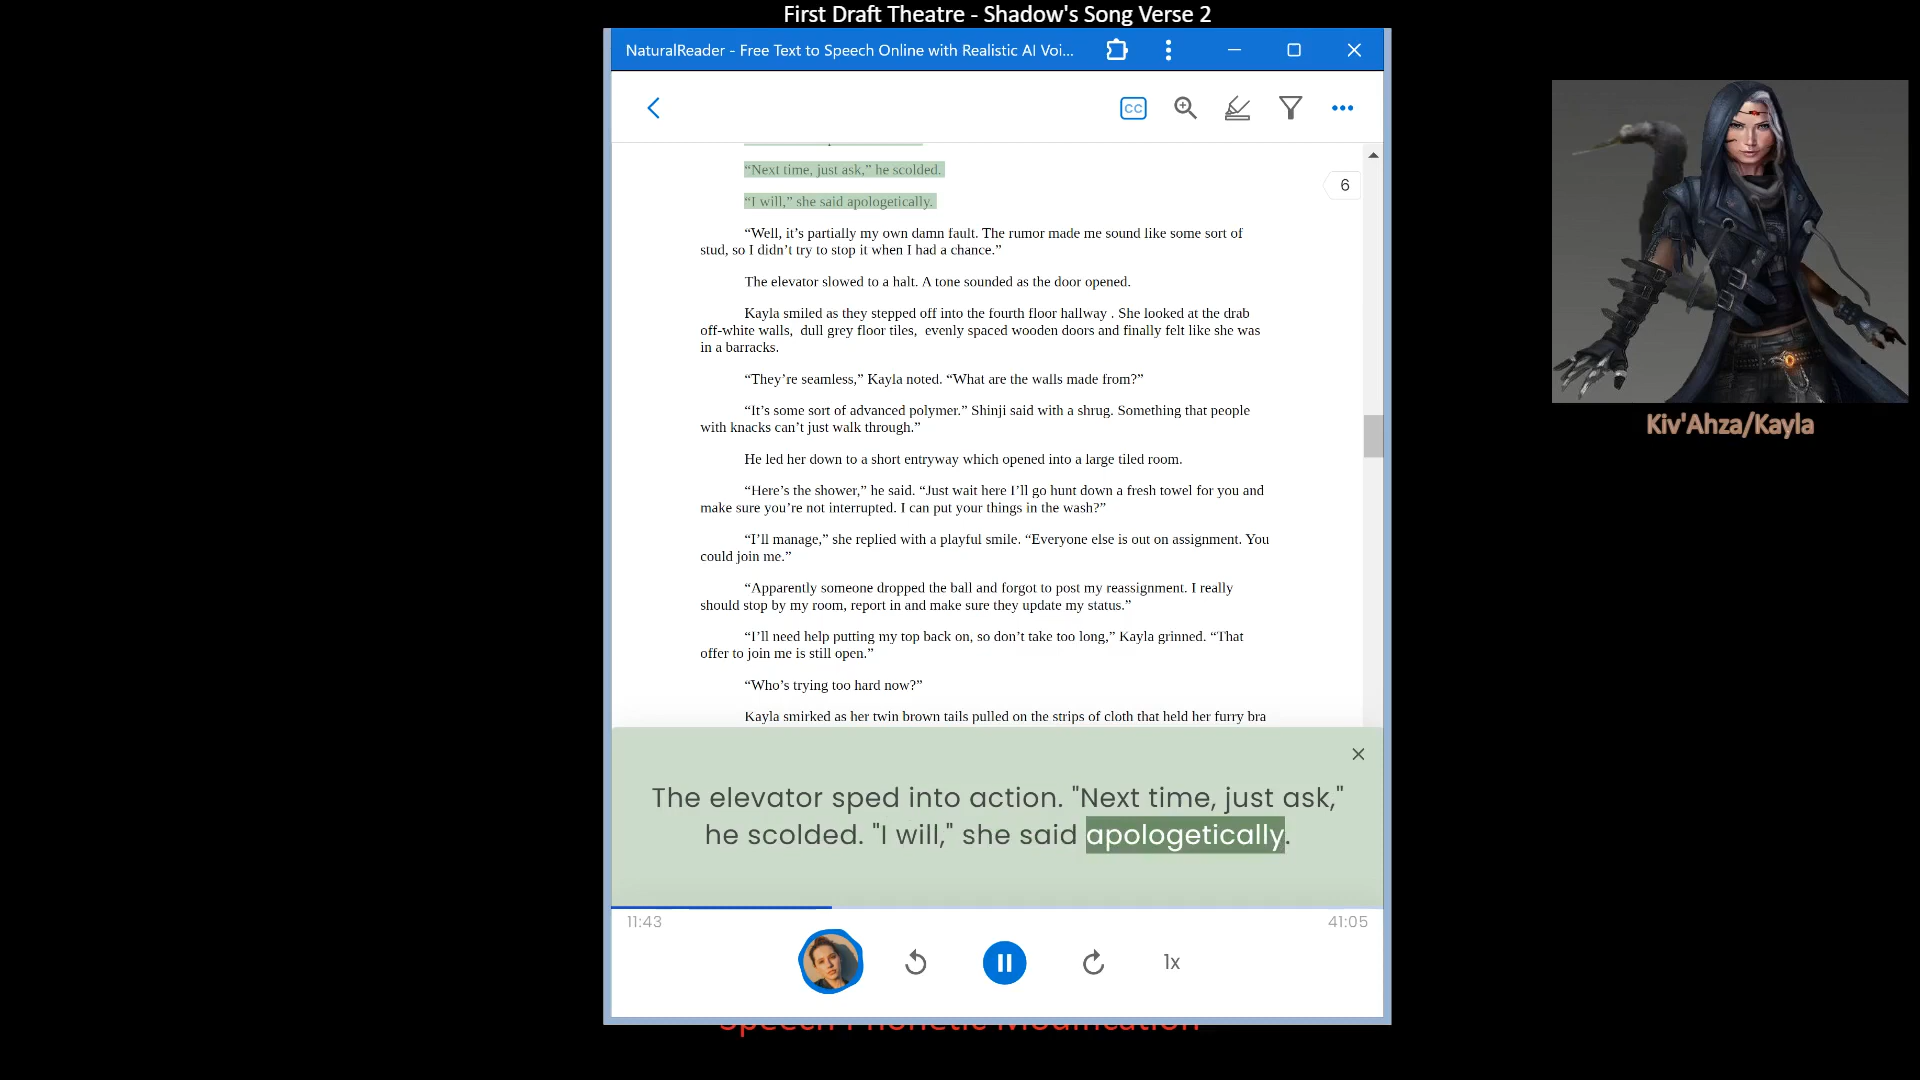 First Draft Theatre - Shadow's Song Verse 2
NaturalReader - Free Text to Speech Online with Realistic AI Voi...
CC
6
“Next time, just ask,” he scolded.
“I will,” she said apologetically.
“Well, it’s partially my own damn fault. The rumor made me sound like some sort of
stud, so I didn’t try to stop it when I had a chance.”
The elevator slowed to a halt. A tone sounded as the door opened.
Kayla smiled as they stepped off into the fourth floor hallway . She looked at the drab
off-white walls,  dull grey floor tiles,  evenly spaced wooden doors and finally felt like she was
in a barracks.
“They’re seamless,” Kayla noted. “What are the walls made from?”
“It’s some sort of advanced polymer.” Shinji said with a shrug. Something that people
with knacks can’t just walk through.”
He led her down to a short entryway which opened into a large tiled room.
“Here’s the shower,” he said. “Just wait here I’ll go hunt down a fresh towel for you and
make sure you’re not interrupted. I can put your things in the wash?”
“I’ll manage,” she replied with a playful smile. “Everyone else is out on assignment. You
could join me.”
“Apparently someone dropped the ball and forgot to post my reassignment. I really
should stop by my room, report in and make sure they update my status.”
“I’ll need help putting my top back on, so don’t take too long,” Kayla grinned. “That
offer to join me is still open.”
“Who’s trying too hard now?”
Kayla smirked as her twin brown tails pulled on the strips of cloth that held her furry bra
The elevator sped into action. "Next time, just ask,"
he scolded. "I will," she said apologetically.
11:43
41:05
1x
Speech Phonetic Modification
Kiv'Ahza/Kayla